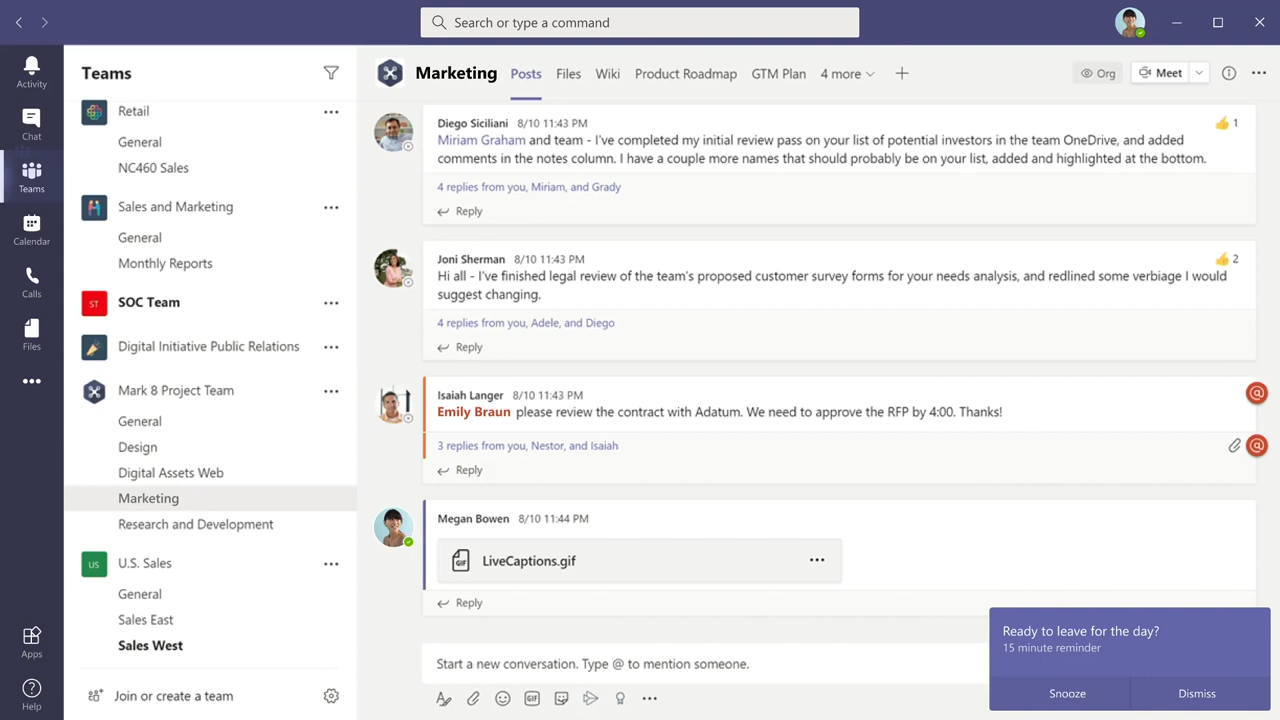 Search or type a command
Activity
Chat
Teams
Calendar
Calls
Files
Apps
Help
Teams
Retail
General
NC460 Sales
Sales and Marketing
General
Monthly Reports
ST
SOC Team
Digital Initiative Public Relations
Mark 8 Project Team
General
Design
Digital Assets Web
Marketing
Research and Development
US
U.S. Sales
General
Sales East
Sales West
Join or create a team
Marketing
Posts
Files
Wiki
Product Roadmap
GTM Plan
4 more
Org
Meet
Diego Siciliani 8/10 11:43 PM
1
Miriam Graham and team - I've completed my initial review pass on your list of potential investors in the team OneDrive, and added
comments in the notes column. I have a couple more names that should probably be on your list, added and highlighted at the bottom.
4 replies from you, Miriam, and Grady
Reply
Joni Sherman 8/10 11:43 PM
2
Hi all - I've finished legal review of the team's proposed customer survey forms for your needs analysis, and redlined some verbiage I would
suggest changing.
4 replies from you, Adele, and Diego
Reply
Isaiah Langer 8/10 11:43 PM
Emily Braun please review the contract with Adatum. We need to approve the RFP by 4:00. Thanks!
3 replies from you, Nestor, and Isaiah
Reply
Megan Bowen 8/10 11:44 PM
GIF
LiveCaptions.gif
Reply
Start a new conversation. Type @ to mention someone.
GIF
Ready to leave for the day?
15 minute reminder
Snooze
Dismiss